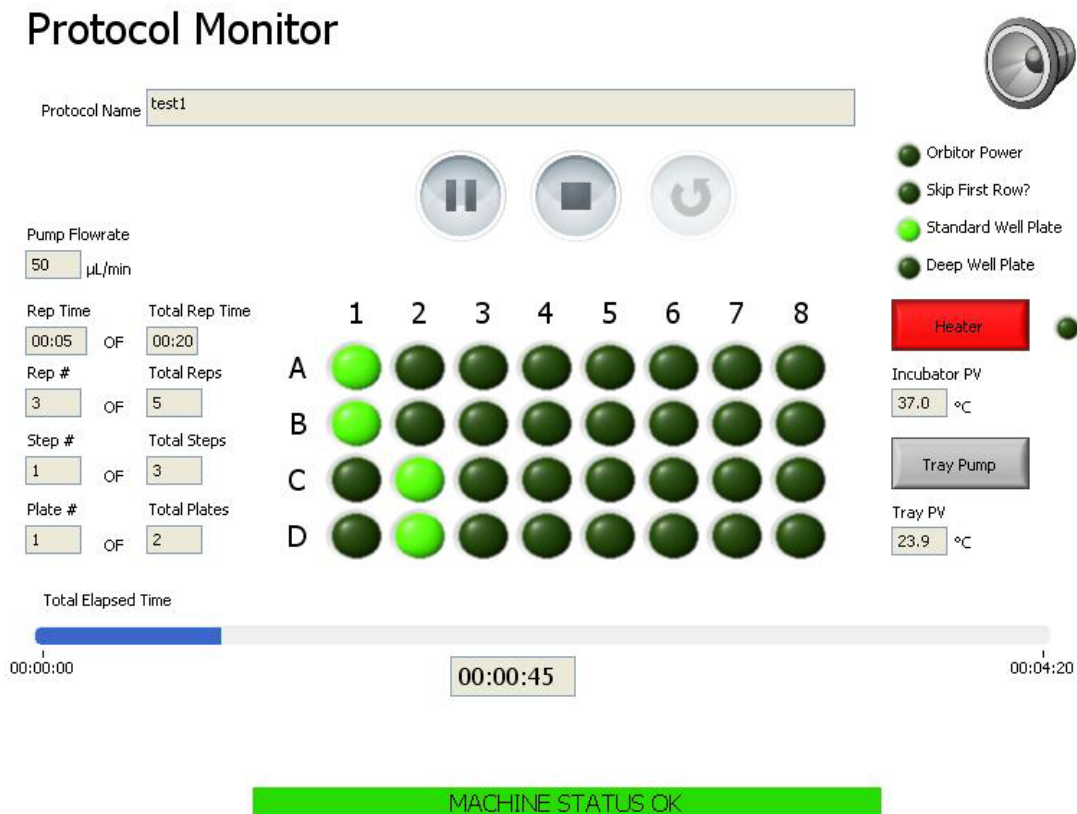 Protocol Monitor
Protocol Name test1
Orbitor Power
Skip First Row?
Standard Well Plate
Deep Well Plate
Pump Flowrate
50 µL/min
Rep Time Total Rep Time
00:05 OF 00:20
Rep # Total Reps
3 OF 5
Step # Total Steps
1 OF 3
Plate # Total Plates
1 OF 2
1 2 3 4 5 6 7 8
A
B
C
D
Heater
Incubator PV
37.0 °C
Tray Pump
Tray PV
23.9 °C
Total Elapsed Time
00:00:00 00:04:20
00:00:45
MACHINE STATUS OK